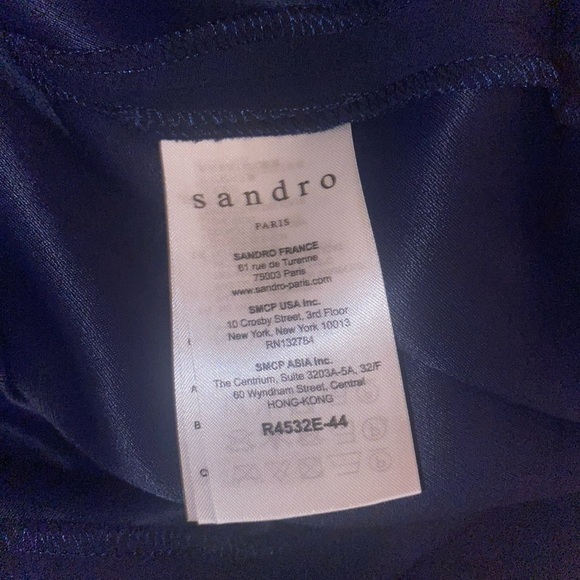 sandro
PARIS
SANDRO FRANCE
61 rue de Turenne
75003 Paris
www.sandro-paris.com
SMCP USA Inc.
10 Crosby Street, 3rd Floor
New York, New York 10013
RN132784
SMCP ASIA Inc.
A
The Centrium, Suite 3203A-5A, 32/F
60 Wyndham Street, Central
HONG-KONG
B
R4532E-44
C